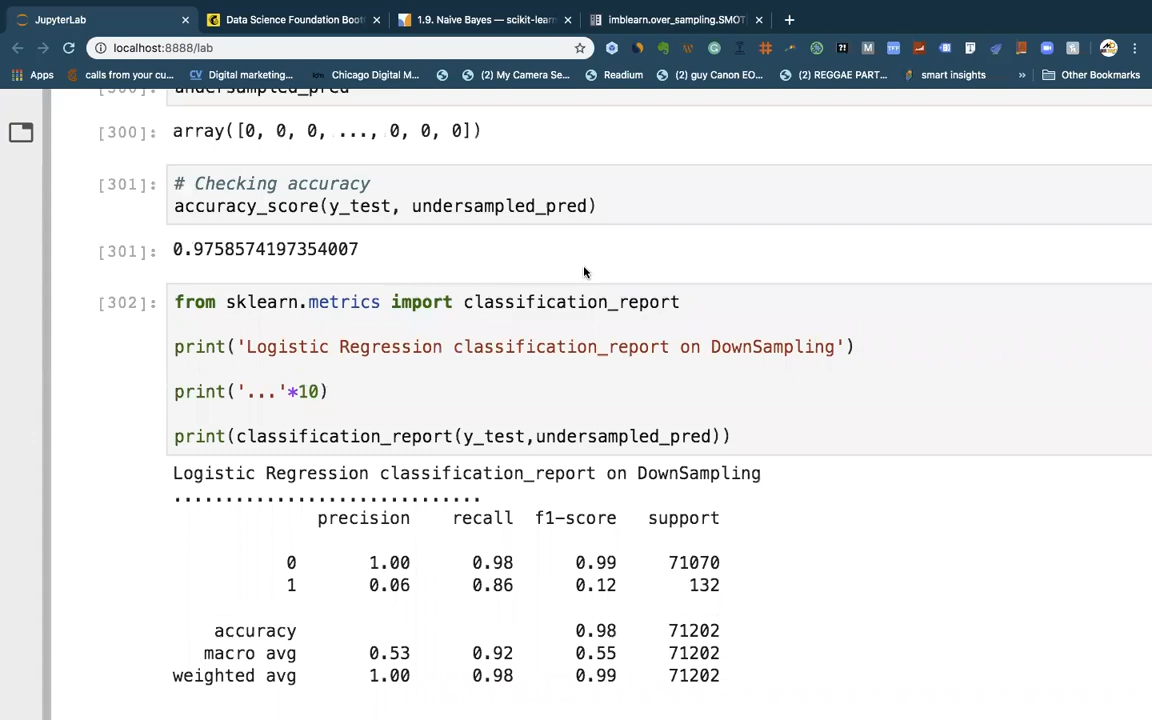 JupyterLab
Data Science Foundation Boot
1.9. Naive Bayes — scikit-learn
imblearn.over_sampling.SMOT
localhost:8888/lab
Apps
calls from your cu...
Digital marketing...
Chicago Digital M...
(2) My Camera Se...
Readium
(2) guy Canon EO...
(2) REGGAE PART...
smart insights
»
Other Bookmarks
[300]:
undersampled_pred
[300]: array([0, 0, 0, ..., 0, 0, 0])
[301]: # Checking accuracy
accuracy_score(y_test, undersampled_pred)
[301]: 0.9758574197354007
[302]: from sklearn.metrics import classification_report
print('Logistic Regression classification_report on DownSampling')
print('...'*10)
print(classification_report(y_test,undersampled_pred))
Logistic Regression classification_report on DownSampling
..............................
precision recall f1-score support
0 1.00 0.98 0.99 71070
1 0.06 0.86 0.12 132
accuracy 0.98 71202
macro avg 0.53 0.92 0.55 71202
weighted avg 1.00 0.98 0.99 71202